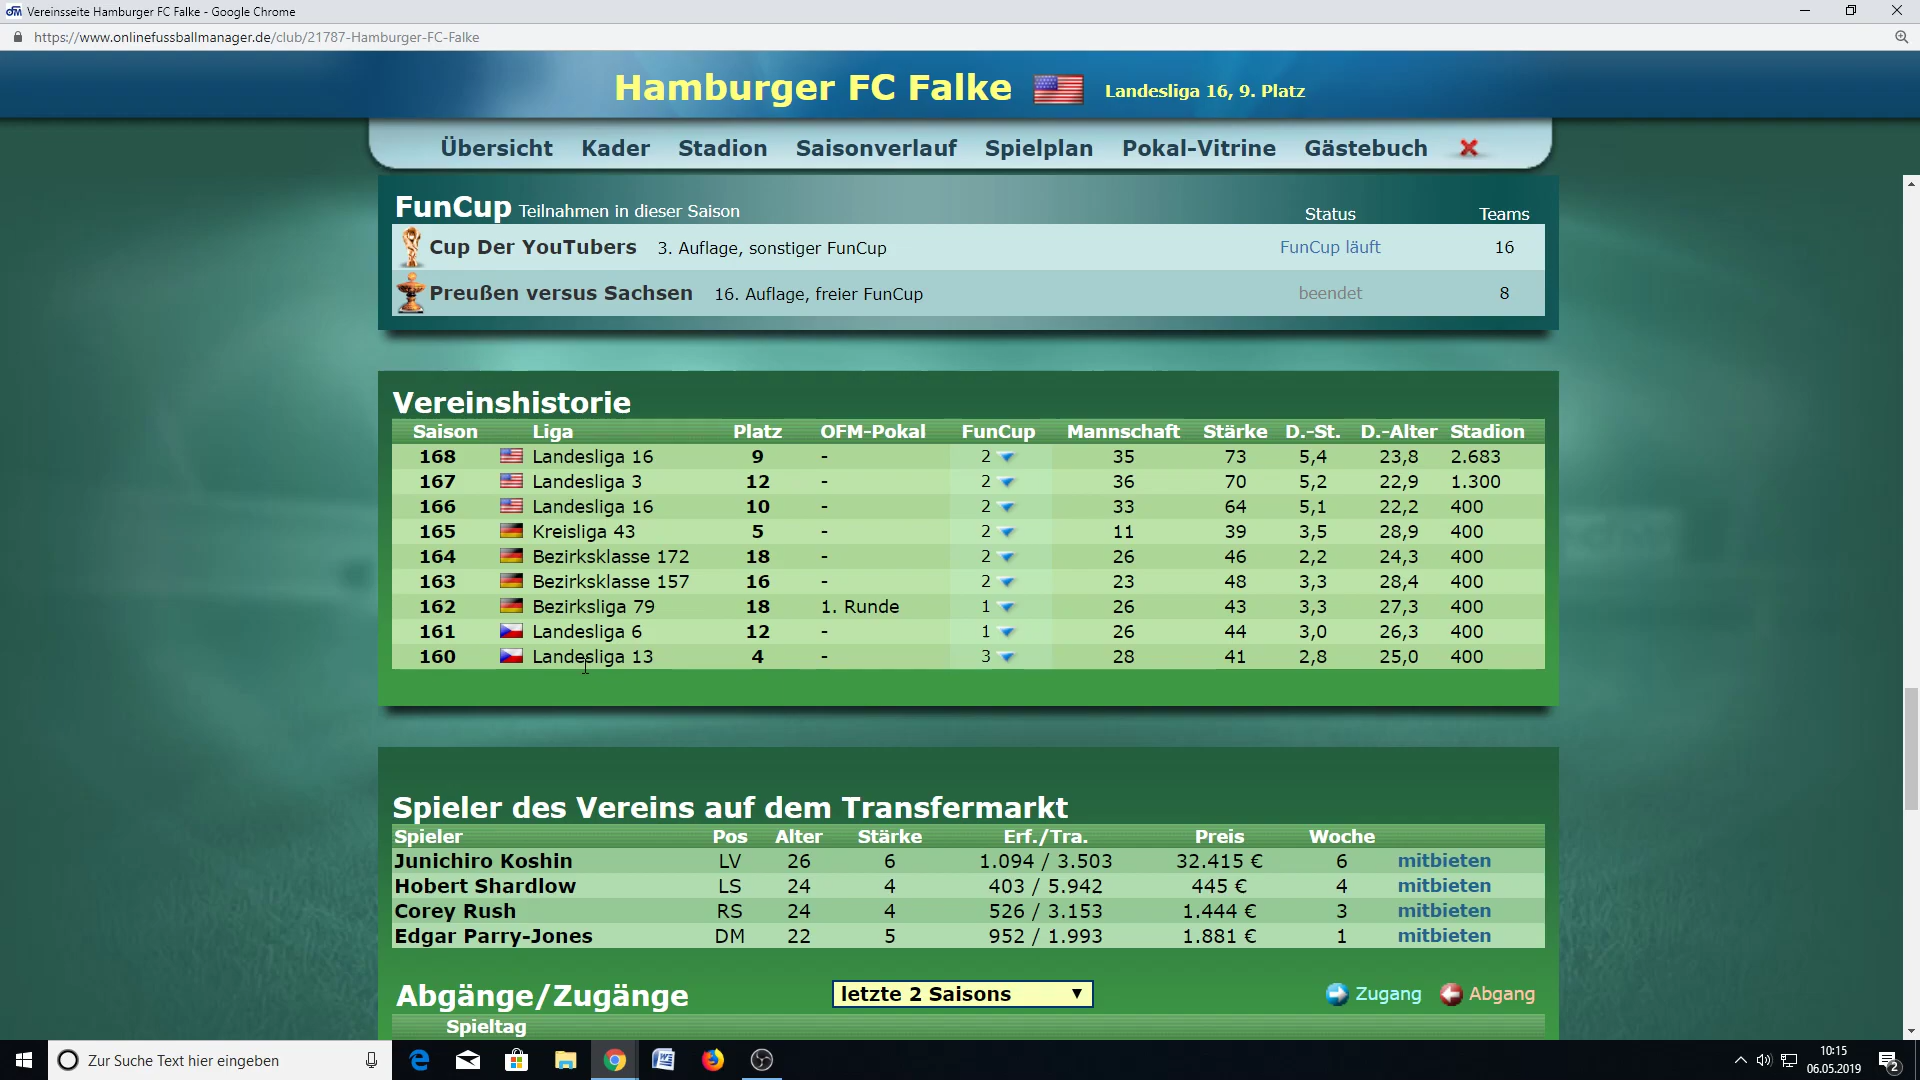 Vereinsseite Hamburger FC Falke - Google Chrome
https://www.onlinefussballmanager.de/club/21787-Hamburger-FC-Falke
Hamburger FC Falke Landesliga 16, 9. Platz
Übersicht Kader Stadion Saisonverlauf Spielplan Pokal-Vitrine Gästebuch
FunCup Teilnahmen in dieser Saison Status Teams
Cup Der YouTubers 3. Auflage, sonstiger FunCup FunCup läuft 16
Preußen versus Sachsen 16. Auflage, freier FunCup beendet 8
Vereinshistorie
Saison Liga Platz OFM-Pokal FunCup Mannschaft Stärke D.-St. D.-Alter Stadion
168 Landesliga 16 9 - 2 35 73 5,4 23,8 2.683
167 Landesliga 3 12 - 2 36 70 5,2 22,9 1.300
166 Landesliga 16 10 - 2 33 64 5,1 22,2 400
165 Kreisliga 43 5 - 2 11 39 3,5 28,9 400
164 Bezirksklasse 172 18 - 2 26 46 2,2 24,3 400
163 Bezirksklasse 157 16 - 2 23 48 3,3 28,4 400
162 Bezirksliga 79 18 1. Runde 1 26 43 3,3 27,3 400
161 Landesliga 6 12 - 1 26 44 3,0 26,3 400
160 Landesliga 13 4 - 3 28 41 2,8 25,0 400
Spieler des Vereins auf dem Transfermarkt
Spieler Pos Alter Stärke Erf./Tra. Preis Woche
Junichiro Koshin LV 26 6 1.094 / 3.503 32.415 € 6 mitbieten
Hobert Shardlow LS 24 4 403 / 5.942 445 € 4 mitbieten
Corey Rush RS 24 4 526 / 3.153 1.444 € 3 mitbieten
Edgar Parry-Jones DM 22 5 952 / 1.993 1.881 € 1 mitbieten
Abgänge/Zugänge letzte 2 Saisons Zugang Abgang
Spieltag
Zur Suche Text hier eingeben
10:15
06.05.2019
2